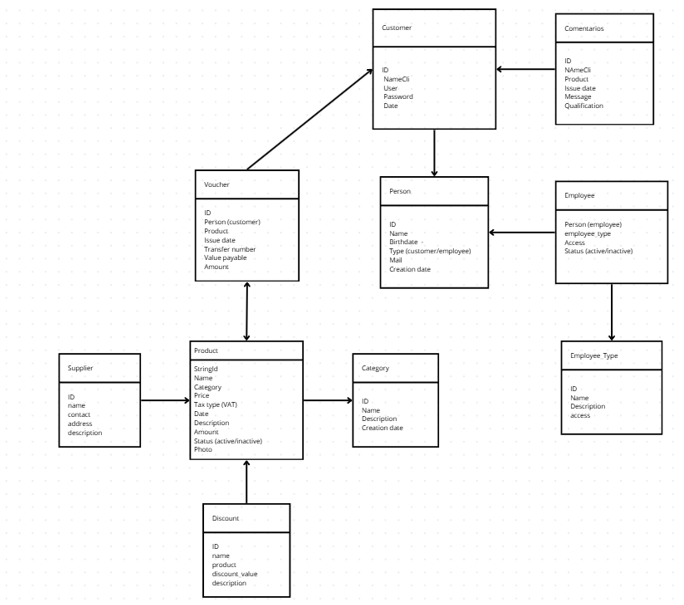 Customer
ID
NameCli
User
Password
Date
Comentarios
ID
NAmeCli
Product
Issue date
Message
Qualification
Voucher
ID
Person (customer)
Product
Issue date
Transfer number
Value payable
Amount
Person
ID
Name
Birthdate -
Type (customer/employee)
Mail
Creation date
Employee
Person (employee)
employee_type
Access
Status (active/inactive)
Supplier
ID
name
contact
address
description
Product
StringId
Name
Category
Price
Tax type (VAT)
Date
Description
Amount
Status (active/inactive)
Photo
Category
ID
Name
Description
Creation date
Employee_Type
ID
Name
Description
access
Discount
ID
name
product
discount_value
description